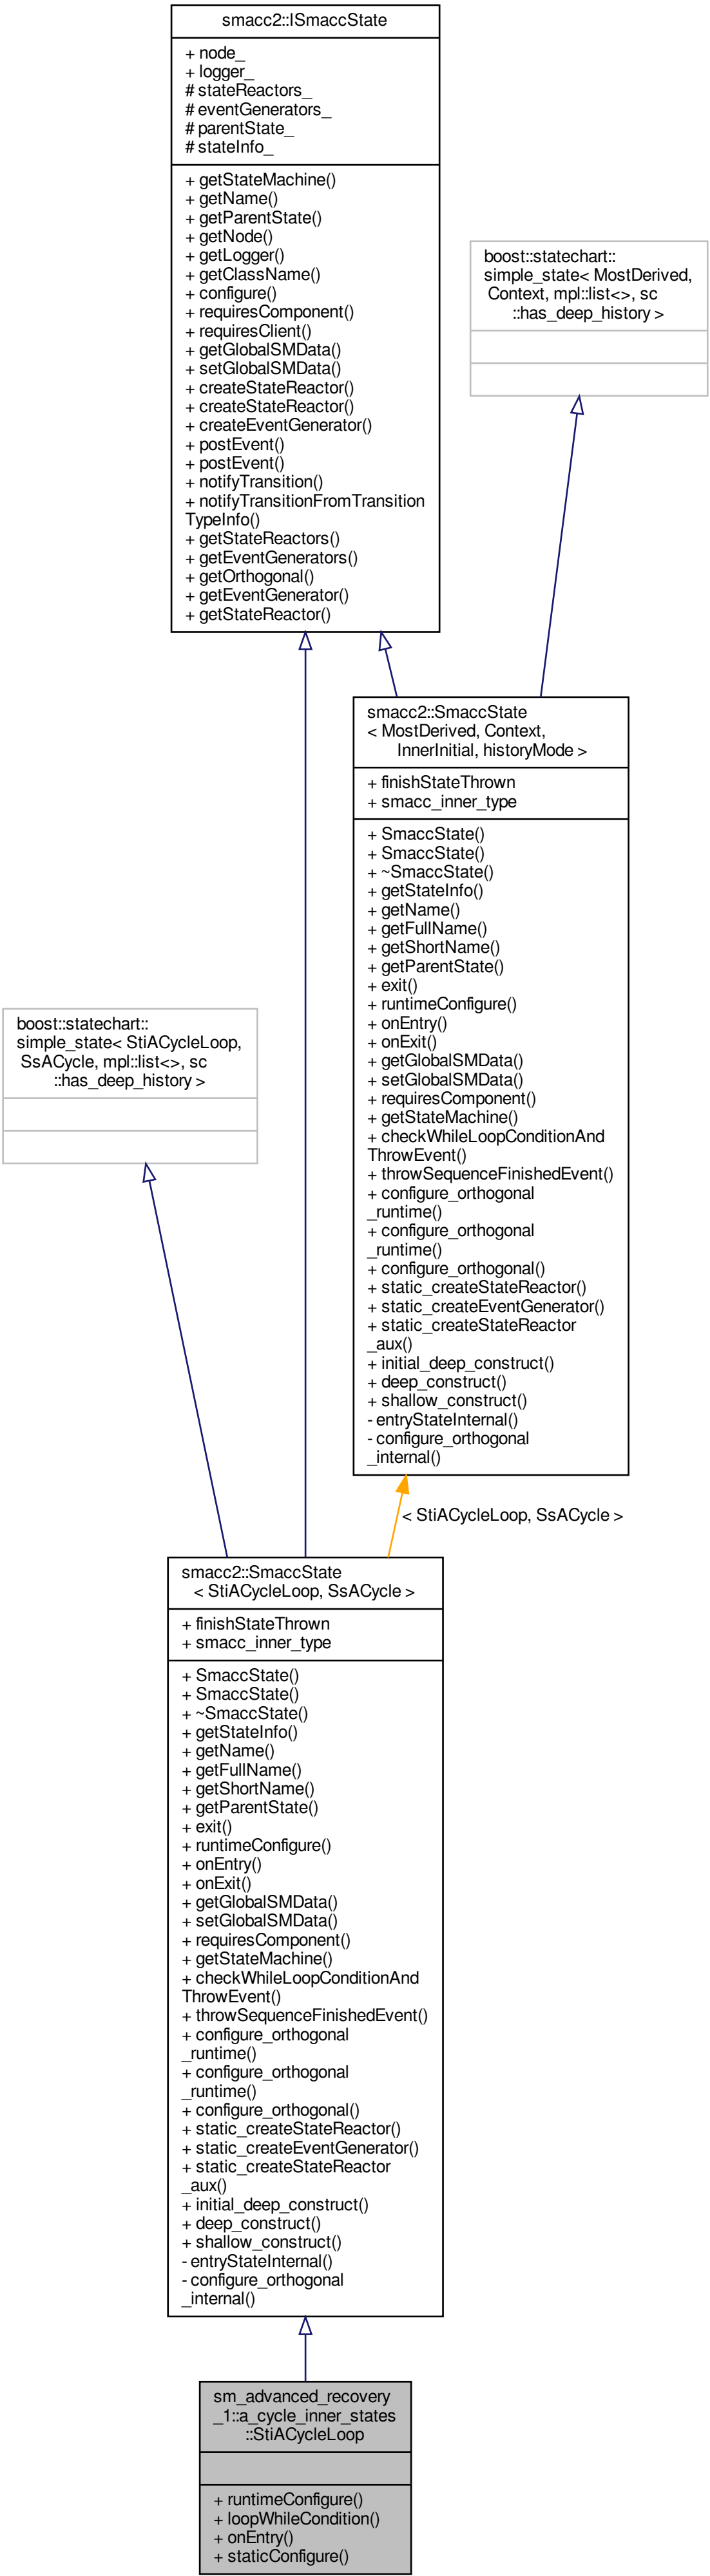 smacc2::ISmaccState
+ node_
+ logger_
# stateReactors_
# eventGenerators_
# parentState_
# stateInfo_
+ getStateMachine()
+ getName()
+ getParentState()
+ getNode()
+ getLogger()
+ getClassName()
+ configure()
+ requiresComponent()
+ requiresClient()
+ getGlobalSMData()
+ setGlobalSMData()
+ createStateReactor()
+ createStateReactor()
+ createEventGenerator()
+ postEvent()
+ postEvent()
+ notifyTransition()
+ notifyTransitionFromTransition
TypeInfo()
+ getStateReactors()
+ getEventGenerators()
+ getOrthogonal()
+ getEventGenerator()
+ getStateReactor()
boost::statechart::
simple_state< MostDerived,
Context, mpl::list<>, sc
::has_deep_history >
smacc2::SmaccState
< MostDerived, Context,
InnerInitial, historyMode >
+ finishStateThrown
+ smacc_inner_type
+ SmaccState()
+ SmaccState()
+ ~SmaccState()
+ getStateInfo()
+ getName()
+ getFullName()
+ getShortName()
+ getParentState()
+ exit()
+ runtimeConfigure()
+ onEntry()
+ onExit()
+ getGlobalSMData()
+ setGlobalSMData()
+ requiresComponent()
+ getStateMachine()
+ checkWhileLoopConditionAnd
ThrowEvent()
+ throwSequenceFinishedEvent()
+ configure_orthogonal
_runtime()
+ configure_orthogonal
_runtime()
+ configure_orthogonal()
+ static_createStateReactor()
+ static_createEventGenerator()
+ static_createStateReactor
_aux()
+ initial_deep_construct()
+ deep_construct()
+ shallow_construct()
- entryStateInternal()
- configure_orthogonal
_internal()
boost::statechart::
simple_state< StiACycleLoop,
SsACycle, mpl::list<>, sc
::has_deep_history >
< StiACycleLoop, SsACycle >
smacc2::SmaccState
< StiACycleLoop, SsACycle >
+ finishStateThrown
+ smacc_inner_type
+ SmaccState()
+ SmaccState()
+ ~SmaccState()
+ getStateInfo()
+ getName()
+ getFullName()
+ getShortName()
+ getParentState()
+ exit()
+ runtimeConfigure()
+ onEntry()
+ onExit()
+ getGlobalSMData()
+ setGlobalSMData()
+ requiresComponent()
+ getStateMachine()
+ checkWhileLoopConditionAnd
ThrowEvent()
+ throwSequenceFinishedEvent()
+ configure_orthogonal
_runtime()
+ configure_orthogonal
_runtime()
+ configure_orthogonal()
+ static_createStateReactor()
+ static_createEventGenerator()
+ static_createStateReactor
_aux()
+ initial_deep_construct()
+ deep_construct()
+ shallow_construct()
- entryStateInternal()
- configure_orthogonal
_internal()
sm_advanced_recovery
_1::a_cycle_inner_states
::StiACycleLoop
+ runtimeConfigure()
+ loopWhileCondition()
+ onEntry()
+ staticConfigure()